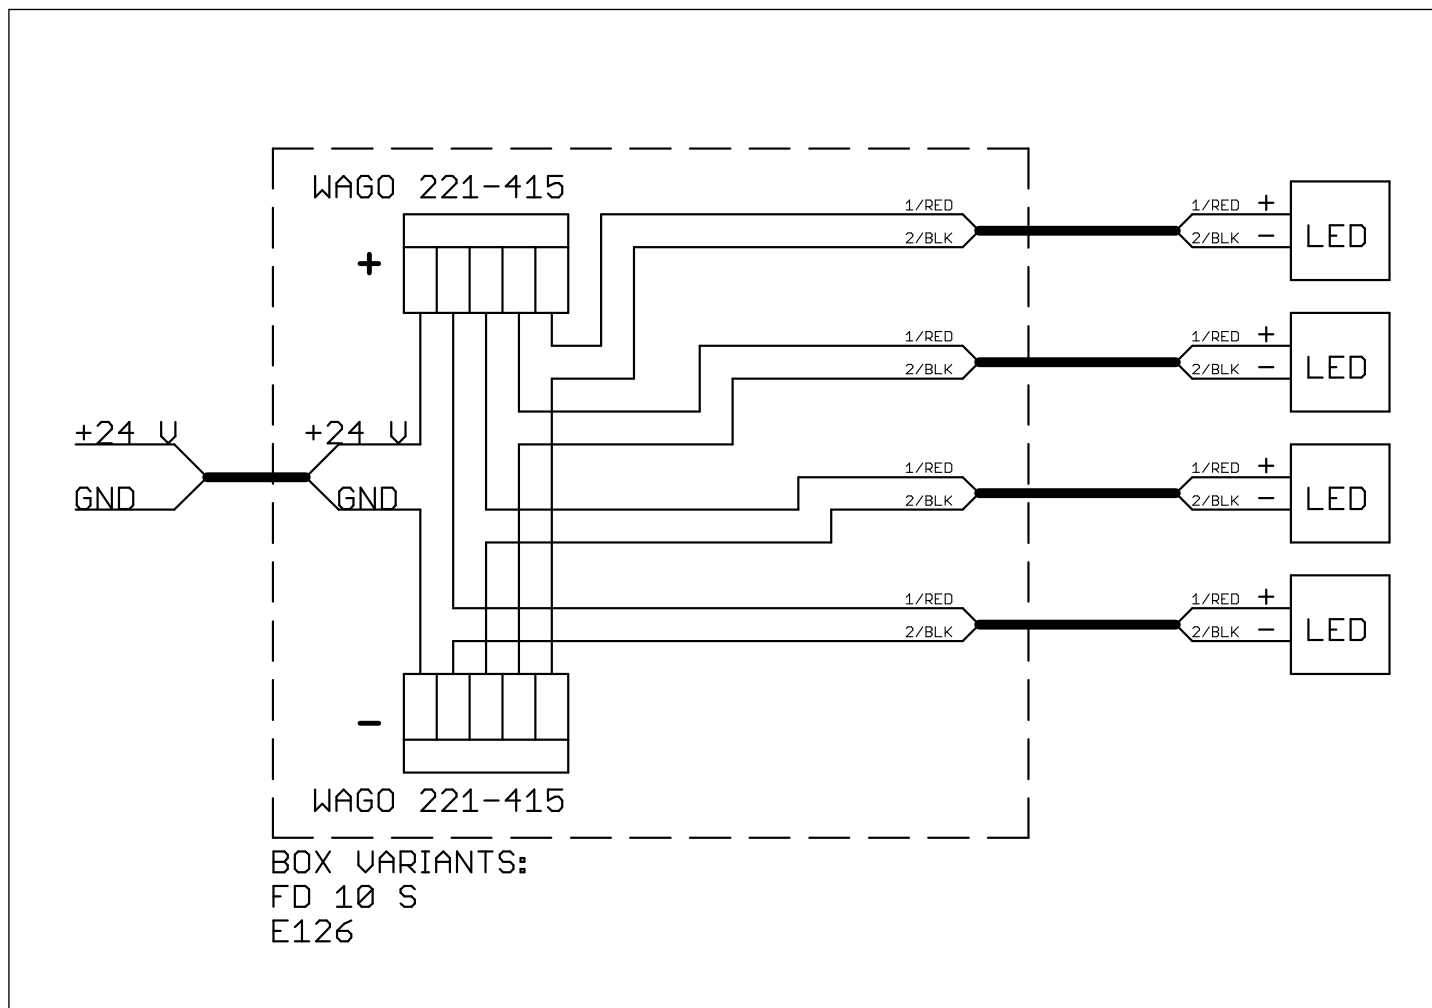 WAGO 221-415
+
1/RED
2/BLK
1/RED +
2/BLK -
LED
1/RED
2/BLK
1/RED +
2/BLK -
LED
+24 V
GND
+24 V
GND
1/RED
2/BLK
1/RED +
2/BLK -
LED
1/RED
2/BLK
1/RED +
2/BLK -
LED
-
WAGO 221-415
BOX VARIANTS:
FD 10 S
E126